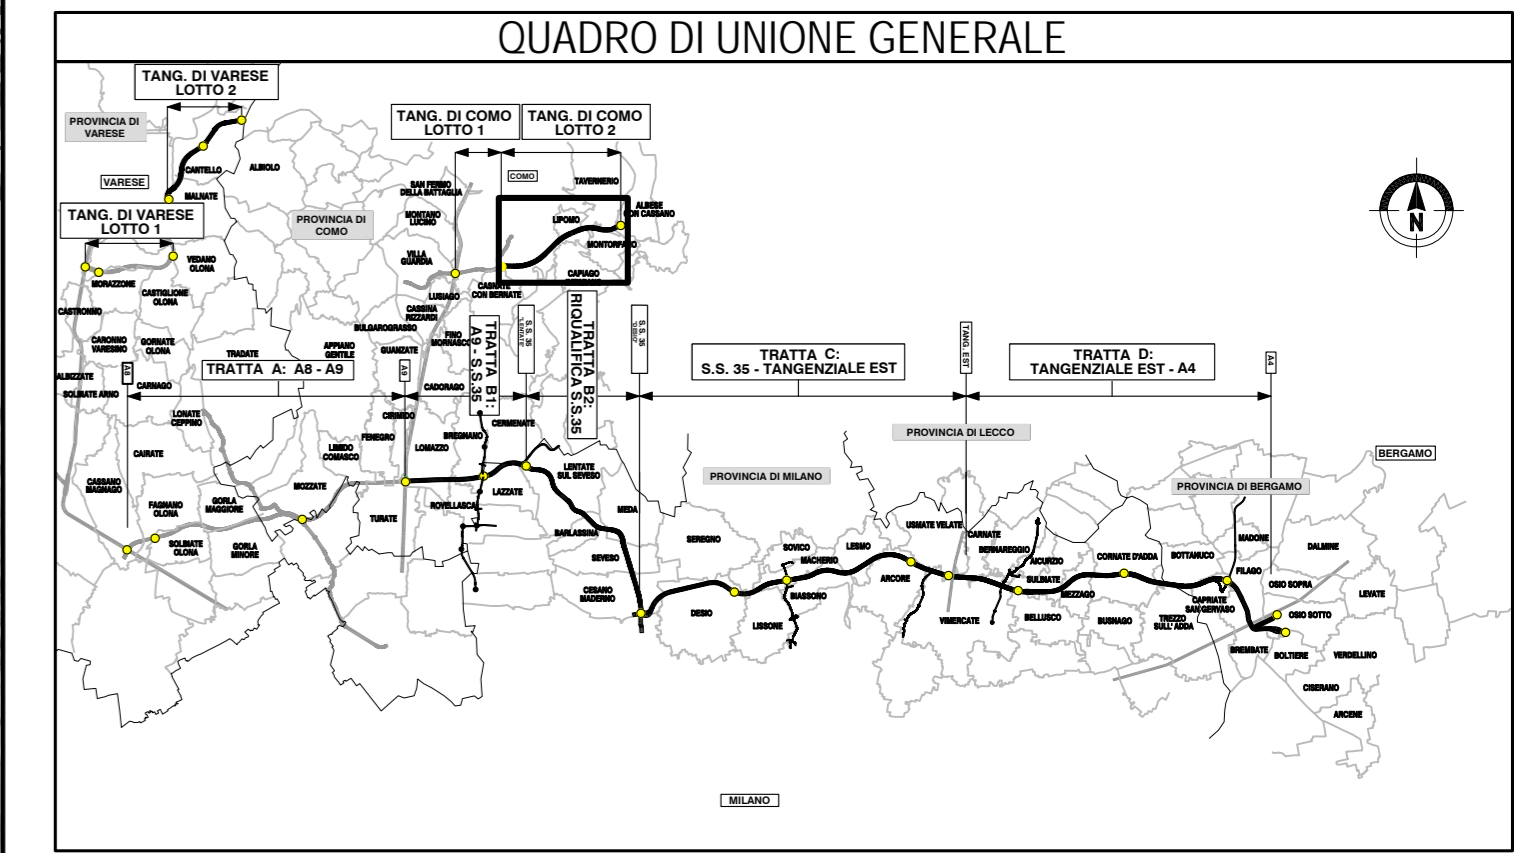 QUADRO DI UNIONE GENERALE
TANG. DI VARESE
LOTTO 2
PROVINCIA DI
VARESE
TANG. DI COMO
LOTTO 1
TANG. DI COMO
LOTTO 2
CANTELLO
ALBIOLO
VARESE
MALNATE
COMO
TAVERNERIO
SAN FERMO
DELLA BATTAGLIA
TANG. DI VARESE
LOTTO 1
PROVINCIA DI
COMO
MONTANO
LUCINO
LIPOMO
ALBESE
CON CASSANO
MONTORFANO
N
VILLA
GUARDIA
VEDANO
OLONA
MORAZZONE
CASTIGLIONE
OLONA
LUSIAGO
CASNATE
CON BERNATE
CAPIAGO
CASTRONNO
CASSINA
RIZZARDI
BULGAROGRASSO
CARONNO
VARESINO
GORNATE
OLONA
TRADATE
APPIANO
GENTILE
GUANZATE
FINO
MORNASCO
TRATTA B1:
A9 - S.S.35
S.S. 35
"LENTATE"
TRATTA B2:
RIQUALIFICA S.S.35
S.S. 35
TRATTA C:
S.S. 35 - TANGENZIALE EST
TANG. EST
TRATTA D:
TANGENZIALE EST - A4
A4
ALBIZZATE
SOLBIATE ARNO
A8
CARNAGO
TRATTA A: A8 - A9
A9
CADORAGO
LONATE
CEPPINO
CIRIMIDO
FENEGRO
LOMAZZO
BREGNANO
CERMENATE
PROVINCIA DI LECCO
BERGAMO
CAIRATE
LIMIDO
COMASCO
LENTATE
SUL SEVESO
PROVINCIA DI MILANO
PROVINCIA DI BERGAMO
CASSANO
MAGNAGO
MOZZATE
FAGNANO
OLONA
GORLA
MAGGIORE
TURATE
ROVELLASCA
LAZZATE
MEDA
BARLASSINA
SEREGNO
SOLBIATE
OLONA
GORLA
MINORE
SEVESO
SOVICO
MACHERIO
LESMO
USMATE VELATE
CARNATE
BERNAREGGIO
AICURZIO
CORNATE D'ADDA
BOTTANUCO
MADONE
DALMINE
FILAGO
OSIO SOPRA
CESANO
MADERNO
DESIO
BIASSONO
LISSONE
ARCORE
VIMERCATE
SULBIATE
MEZZAGO
BELLUSCO
BUSNAGO
TREZZO
SULL' ADDA
CAPRIATE
SAN GERVASO
OSIO SOTTO
LEVATE
BREMBATE
BOLTIERE
VERDELLINO
CISERANO
ARCENE
MILANO